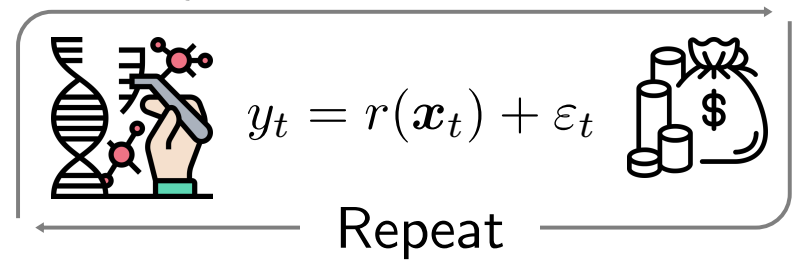 y_t = r(x_t) + ε_t
$
Repeat